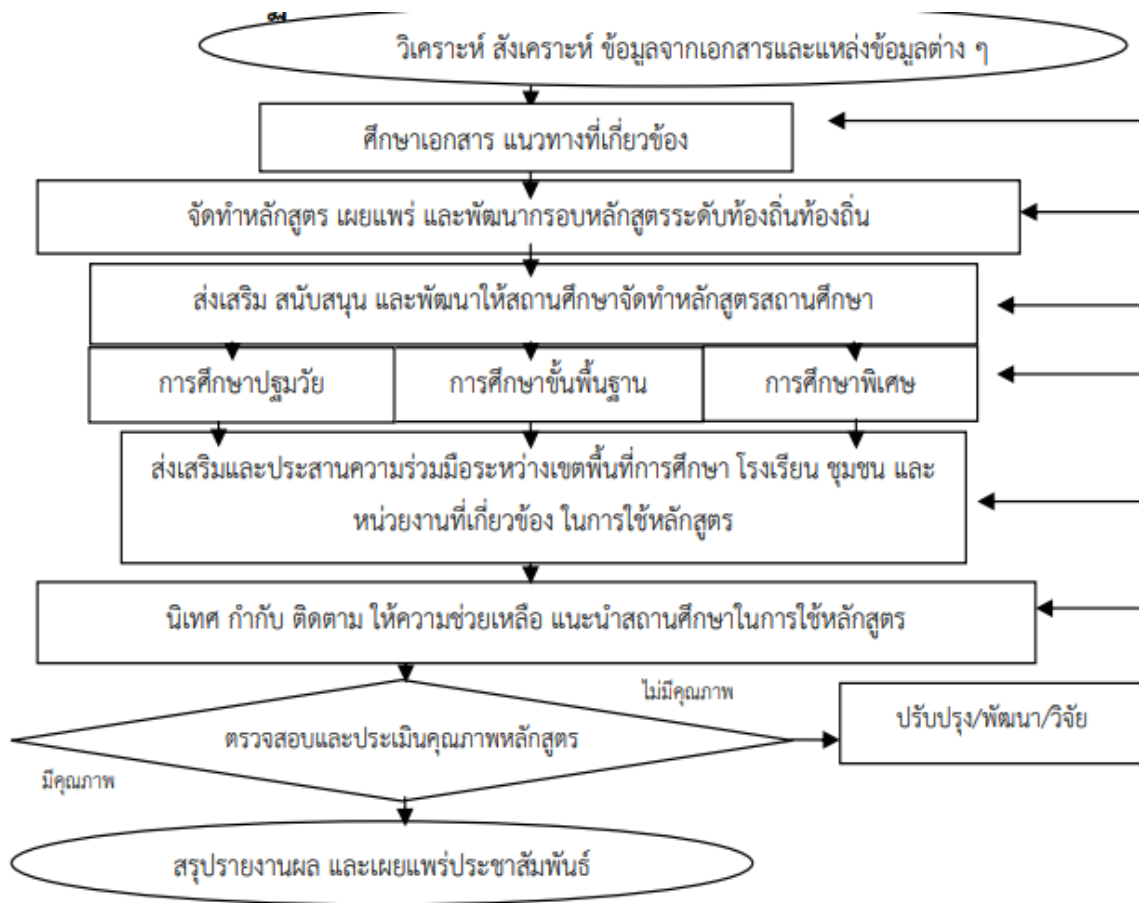 วิเคราะห์ สังเคราะห์ ข้อมูลจากเอกสารและแหล่งข้อมูลต่าง ๆ
ศึกษาเอกสาร แนวทางที่เกี่ยวข้อง
จัดทำหลักสูตร เผยแพร่ และพัฒนากรอบหลักสูตรระดับท้องถิ่นท้องถิ่น
ส่งเสริม สนับสนุน และพัฒนาให้สถานศึกษาจัดทำหลักสูตรสถานศึกษา
การศึกษาปฐมวัย
การศึกษาขั้นพื้นฐาน
การศึกษาพิเศษ
ส่งเสริมและประสานความร่วมมือระหว่างเขตพื้นที่การศึกษา โรงเรียน ชุมชน และ
หน่วยงานที่เกี่ยวข้อง ในการใช้หลักสูตร
นิเทศ กำกับ ติดตาม ให้ความช่วยเหลือ แนะนำสถานศึกษาในการใช้หลักสูตร
ไม่มีคุณภาพ
ปรับปรุง/พัฒนา/วิจัย
ตรวจสอบและประเมินคุณภาพหลักสูตร
มีคุณภาพ
สรุปรายงานผล และเผยแพร่ประชาสัมพันธ์